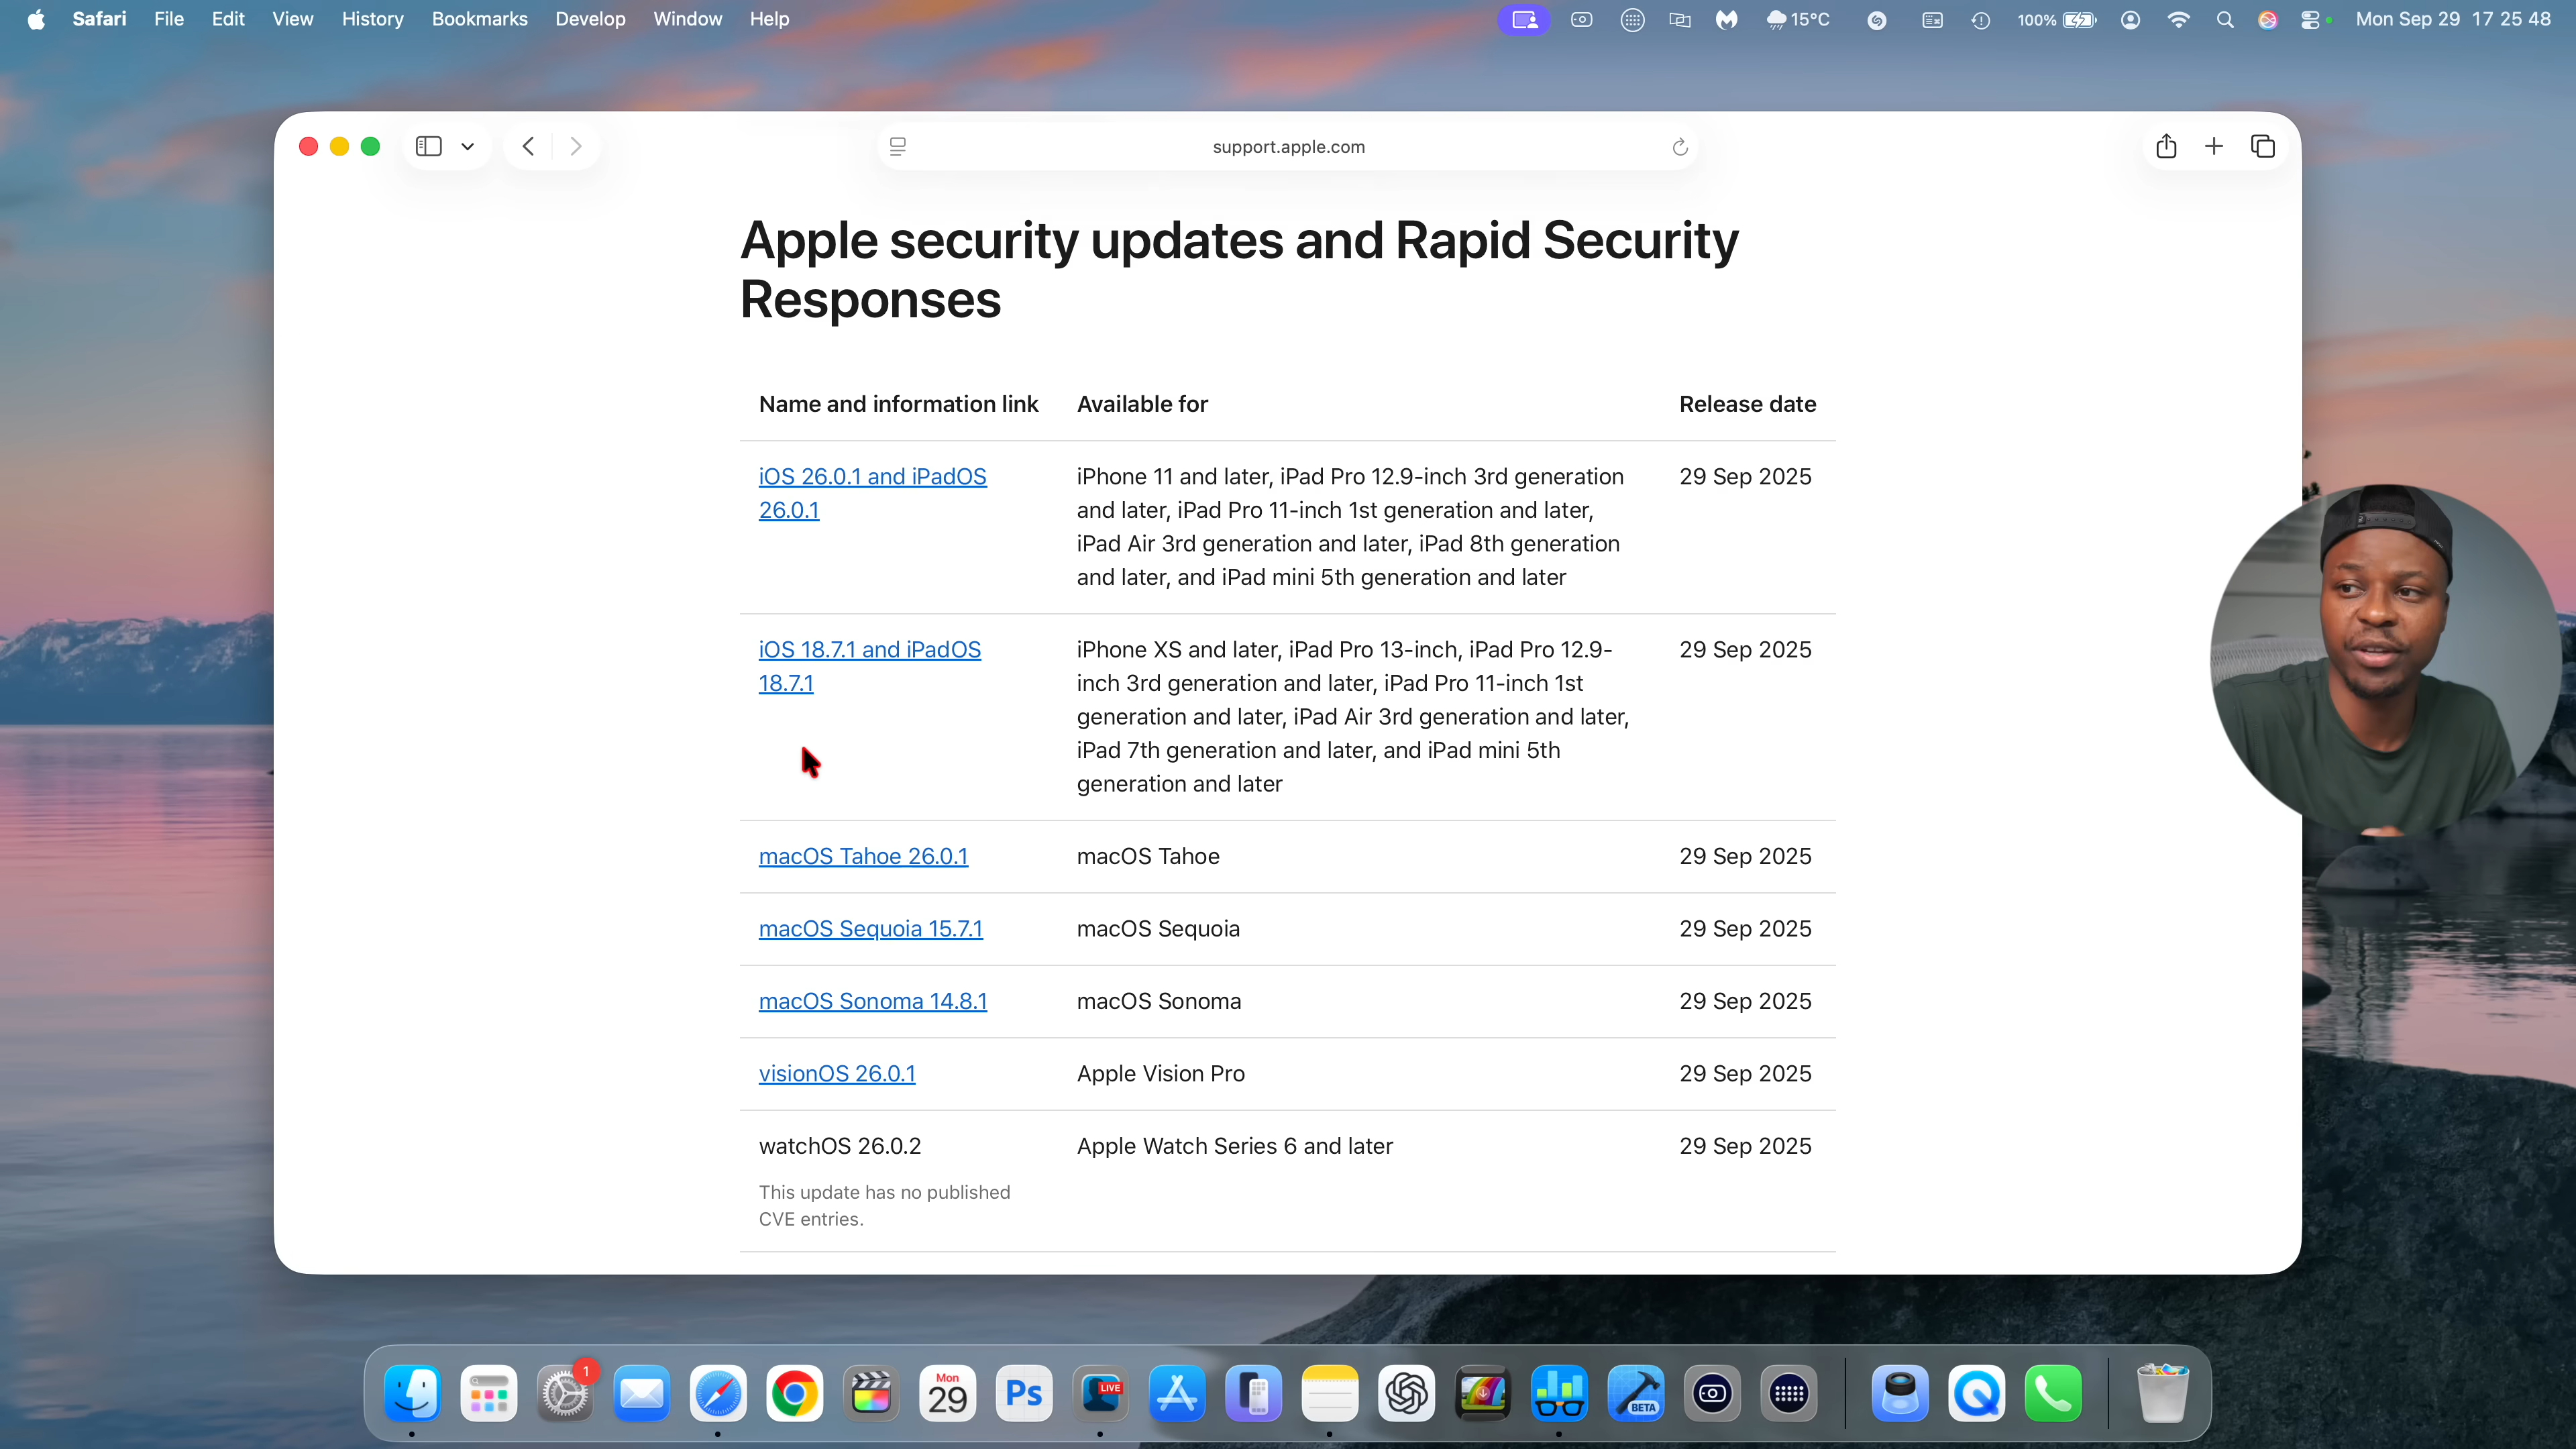 Safari File Edit View History Bookmarks Develop Window Help 15°C 100% Mon Sep 29 17 25 48
support.apple.com
Apple security updates and Rapid Security
Responses
Name and information link Available for Release date
iOS 26.0.1 and iPadOS
26.0.1
iPhone 11 and later, iPad Pro 12.9-inch 3rd generation
and later, iPad Pro 11-inch 1st generation and later,
iPad Air 3rd generation and later, iPad 8th generation
and later, and iPad mini 5th generation and later
29 Sep 2025
iOS 18.7.1 and iPadOS
18.7.1
iPhone XS and later, iPad Pro 13-inch, iPad Pro 12.9-
inch 3rd generation and later, iPad Pro 11-inch 1st
generation and later, iPad Air 3rd generation and later,
iPad 7th generation and later, and iPad mini 5th
generation and later
29 Sep 2025
macOS Tahoe 26.0.1 macOS Tahoe 29 Sep 2025
macOS Sequoia 15.7.1 macOS Sequoia 29 Sep 2025
macOS Sonoma 14.8.1 macOS Sonoma 29 Sep 2025
visionOS 26.0.1 Apple Vision Pro 29 Sep 2025
watchOS 26.0.2 Apple Watch Series 6 and later 29 Sep 2025
This update has no published
CVE entries.
1
Mon
29
Ps
LIVE
BETA